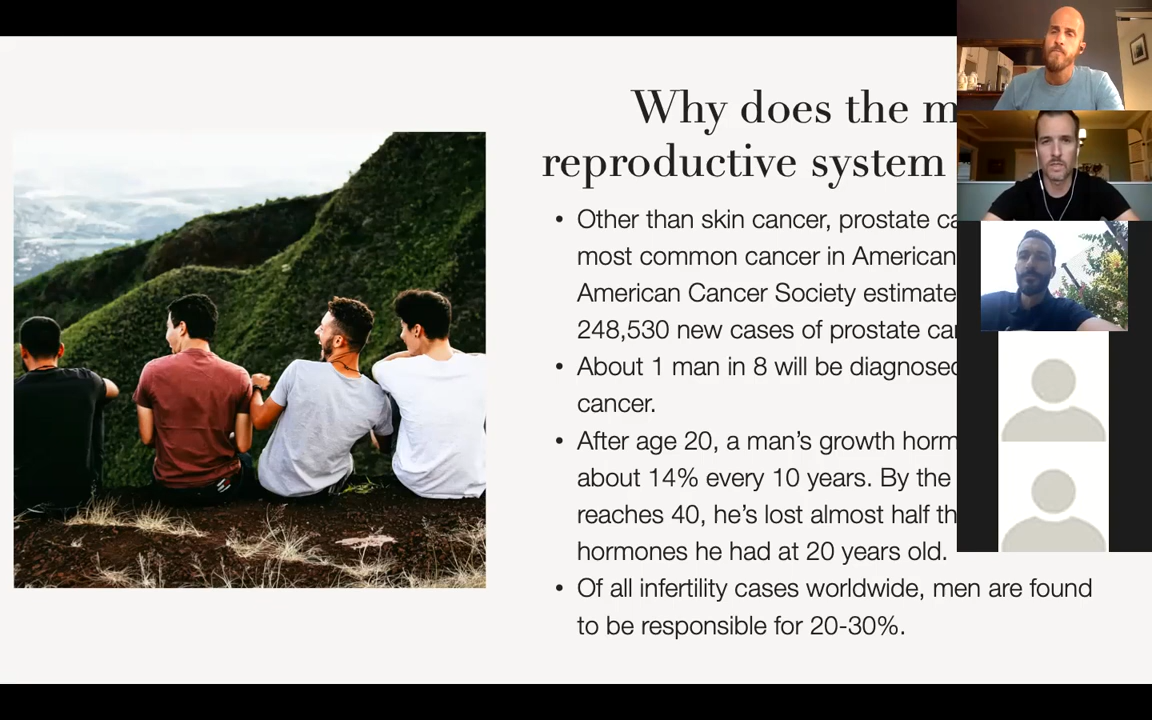 Why does the m
reproductive system
• Other than skin cancer, prostate ca
most common cancer in American
American Cancer Society estimate
248,530 new cases of prostate ca
• About 1 man in 8 will be diagnosed
cancer.
• After age 20, a man’s growth horm
about 14% every 10 years. By the
reaches 40, he’s lost almost half th
hormones he had at 20 years old.
• Of all infertility cases worldwide, men are found
to be responsible for 20-30%.